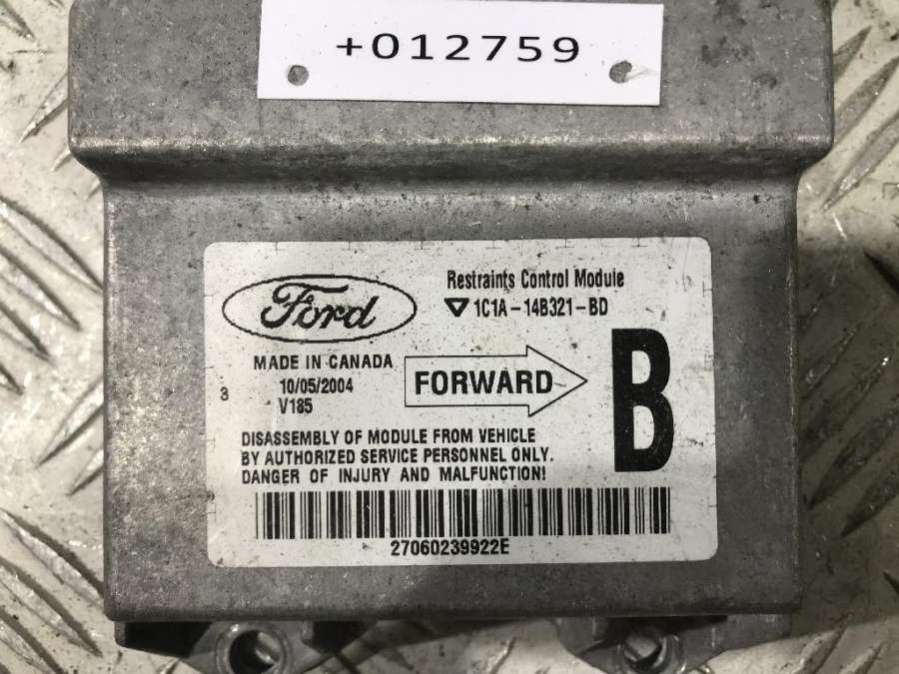 +012759
Ford
Restraints Control Module
1C1A-14B321-BD
MADE IN CANADA
10/05/2004
V185
3
FORWARD
B
DISASSEMBLY OF MODULE FROM VEHICLE
BY AUTHORIZED SERVICE PERSONNEL ONLY.
DANGER OF INJURY AND MALFUNCTION!
27060239922E